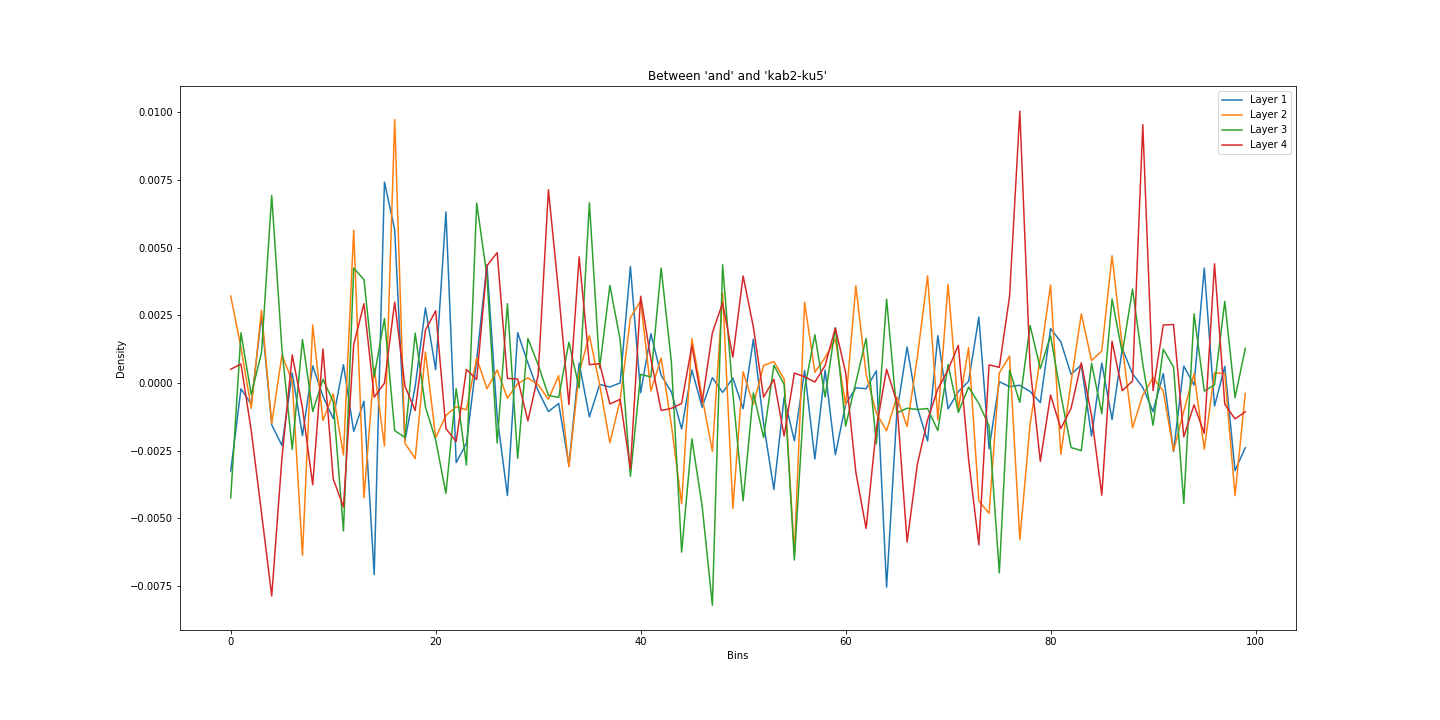 Between 'and' and 'kab2-ku5'
Layer 1
Layer 2
Layer 3
Layer 4
0.0100
0.0075
0.0050
0.0025
0.0000
−0.0025
−0.0050
−0.0075
Density
0 20 40 60 80 100
Bins